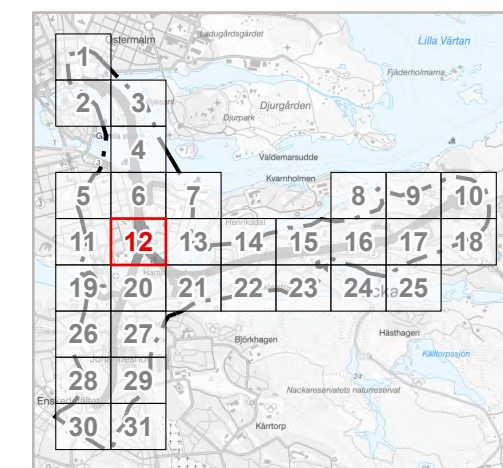 Ladugårdsgärdet
Östermalm
Lilla Värtan
1
Fjäderholmarna
2 3
Djurgården
Djurpark
4
Valdemarsudde
Kvarnholmen
5 6 7 8 9 10
Henriksdal
11 12 13 14 15 16 17 18
19 20 21 22 23 24 25
26 27
Björkhagen
Hästhagen
Källtorpssjön
28 29
24
Nackareservatets naturreservat
Kärrtorp
30 31